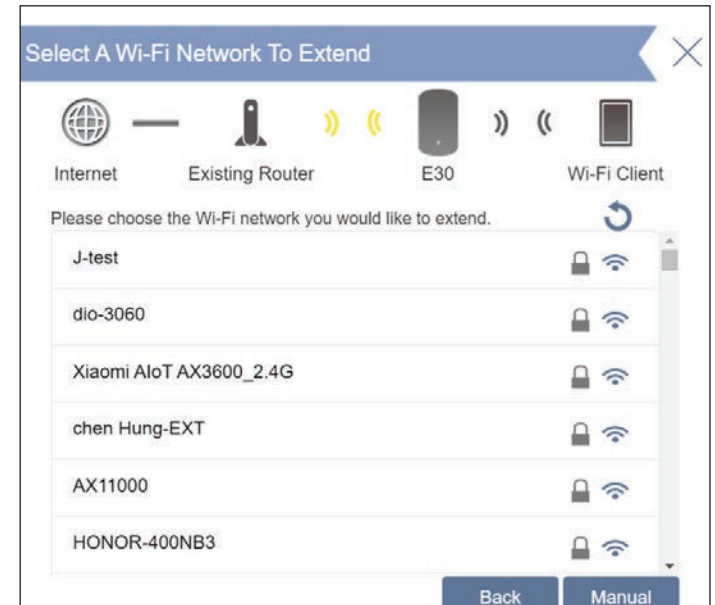 Select A Wi-Fi Network To Extend
Internet Existing Router E30 Wi-Fi Client
Please choose the Wi-Fi network you would like to extend.
J-test
dio-3060
Xiaomi AIoT AX3600_2.4G
chen Hung-EXT
AX11000
HONOR-400NB3
Back Manual